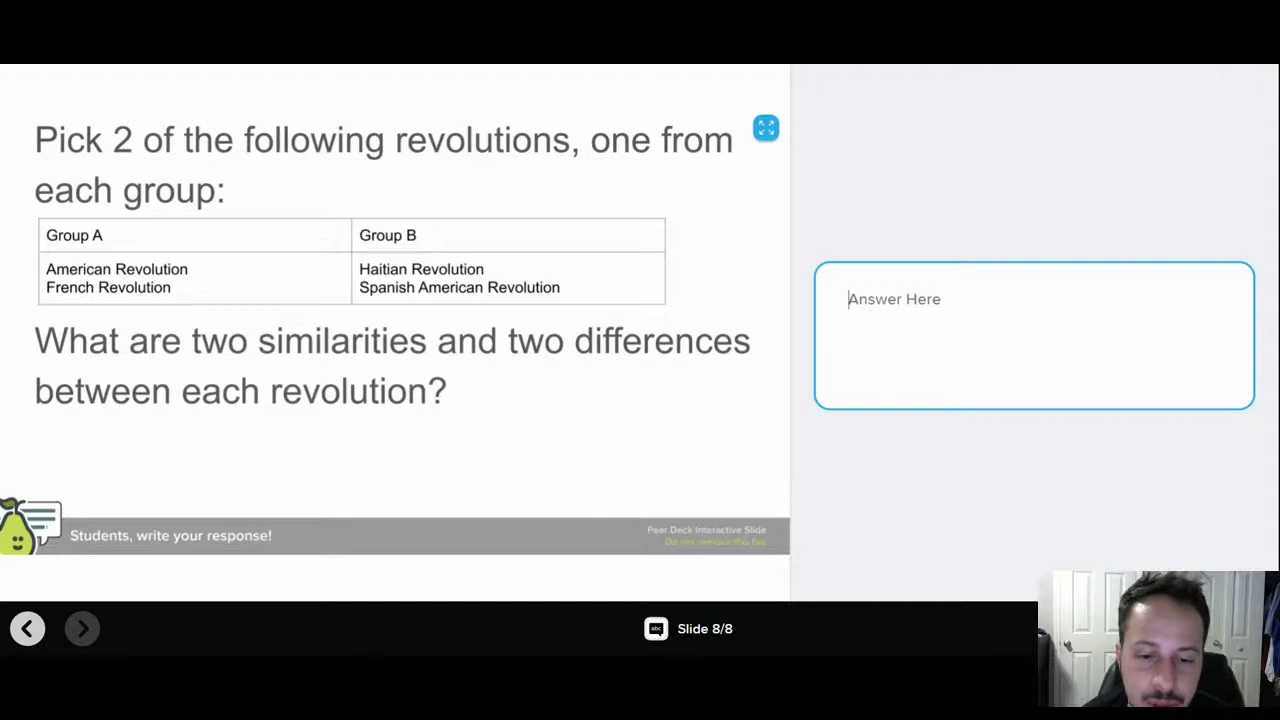 Pick 2 of the following revolutions, one from
each group:
Group A
Group B
American Revolution
French Revolution
Haitian Revolution
Spanish American Revolution
What are two similarities and two differences
between each revolution?
Answer Here
Students, write your response!
Pear Deck Interactive Slide
Do not remove this bar
abc
Slide 8/8